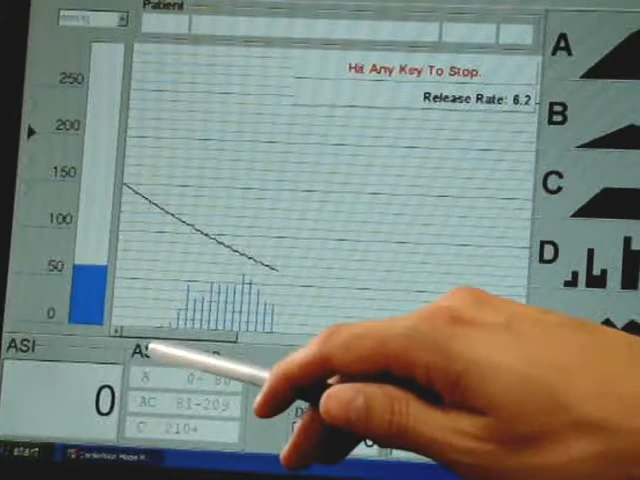 Patient
mmHg
Hit Any Key To Stop.
Release Rate: 6.2
250
200
150
100
50
0
A
B
C
D
ASI
0
AC 81-209
C 210+
start